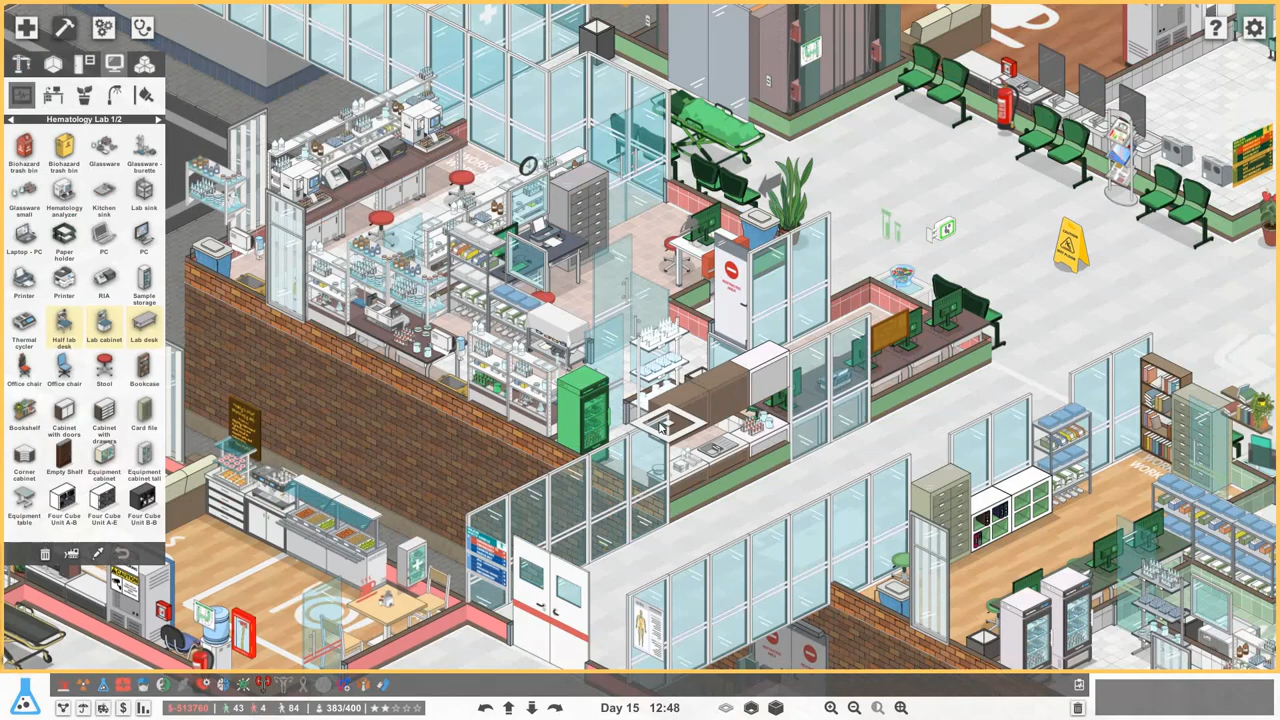 ?
Hematology Lab 1/2
Biohazard trash bin
Biohazard trash bin
Glassware
Glassware - burette
Glassware small
Hematology analyzer
Kitchen sink
Lab sink
Laptop - PC
Paper holder
PC
PC
Printer
Printer
RIA
Sample storage
Thermal cycler
Half lab desk
Lab cabinet
Lab desk
Office chair
Office chair
Stool
Bookcase
Bookshelf
Cabinet with doors
Cabinet with drawers
Card file
Corner cabinet
Empty Shelf
Equipment cabinet
Equipment cabinet tall
Equipment table
Four Cube Unit A-B
Four Cube Unit A-E
Four Cube Unit B-B
CAUTION
CAUTION
WORK
$-513760
43
4
84
383/400
Day 15 12:48